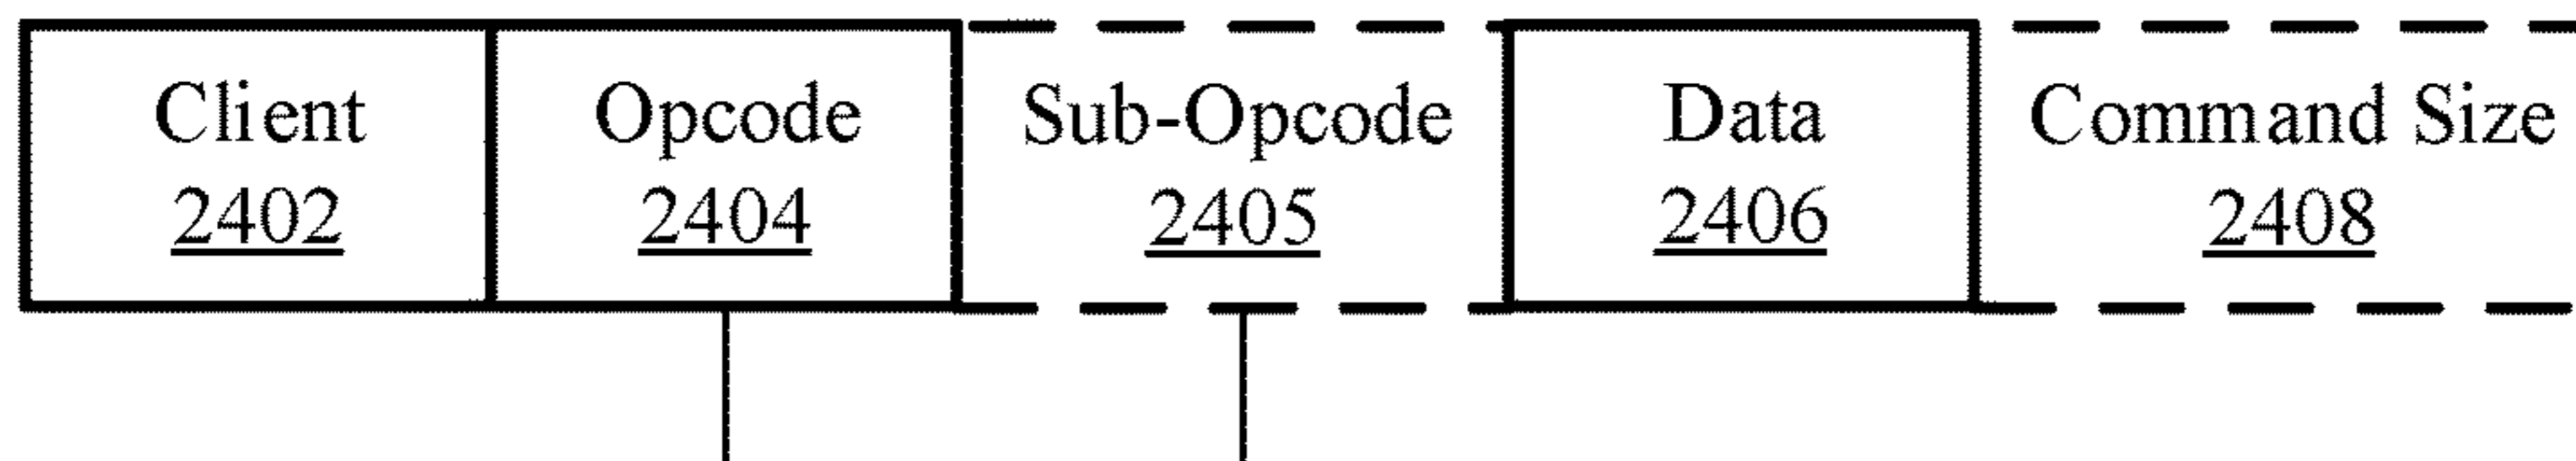 Client Opcode Sub-Opcode Data Command Size
2402 2404 2405 2406 2408